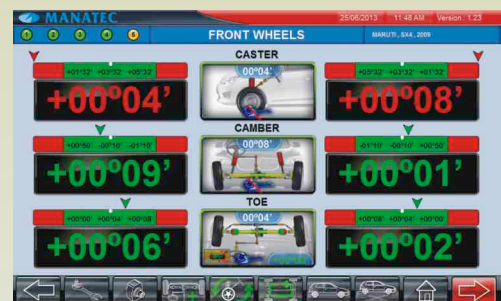 MANATEC 25/06/2013 11:48 AM Version : 1.23
1 2 3 4 5 FRONT WHEELS MARUTI , SX4 , 2009
CASTER
+01°32' +03°32' +05°32' 00°04' +05°32' +03°32' +01°32'
+00°04' +00°08'
CAMBER
+00°50' -00°10' -01°10' 00°08' -01°10' -00°10' +00°50'
+00°09' +00°01'
TOE
+00°00' +00°04' +00°08' 00°04' +00°08' +00°04' +00°00'
+00°06' +00°02'